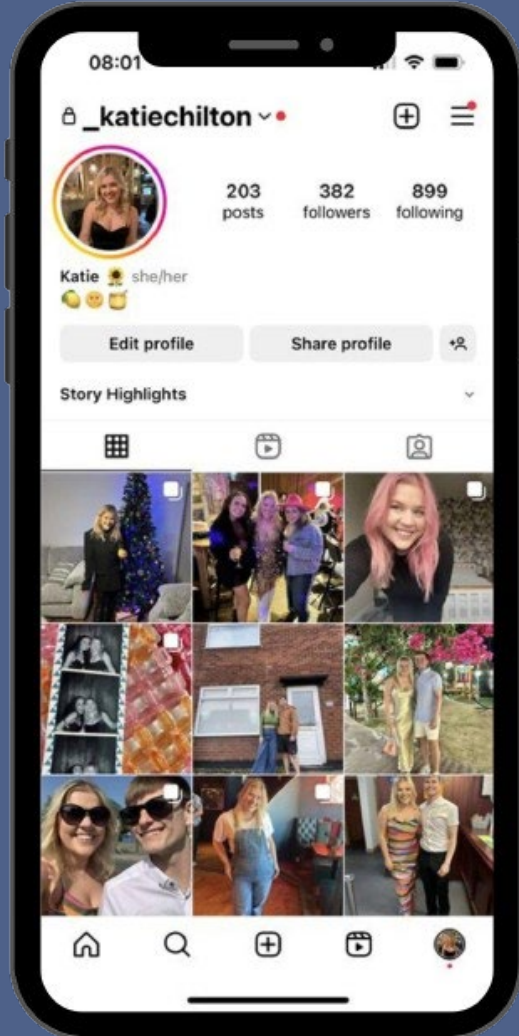 08:01
_katiechilton
203 382 899
posts followers following
Katie 🌻 she/her
🍋🌝🍯
Edit profile Share profile
Story Highlights